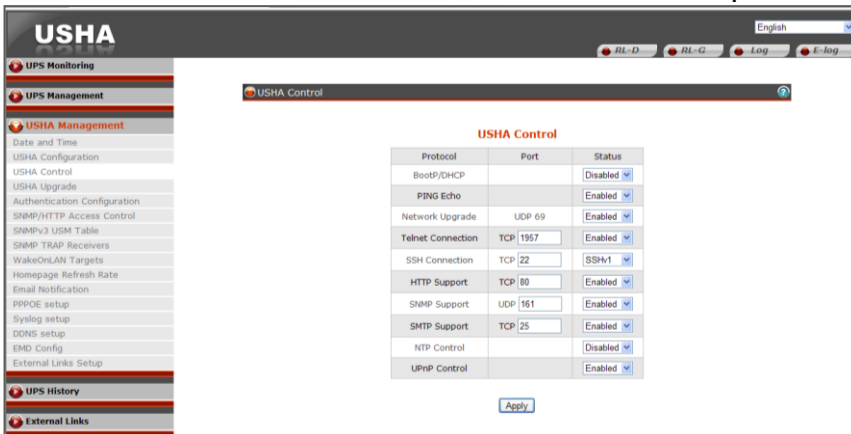 USHA
English
RL-D RL-G Log E-log
UPS Monitoring
UPS Management
USHA Management
Date and Time
USHA Configuration
USHA Control
USHA Upgrade
Authentication Configuration
SNMP/HTTP Access Control
SNMPv3 USM Table
SNMP TRAP Receivers
WakeOnLAN Targets
Homepage Refresh Rate
Email Notification
PPPOE setup
Syslog setup
DDNS setup
EMD Config
External Links Setup
UPS History
External Links
USHA Control ?
USHA Control
Protocol Port Status
BootP/DHCP Disabled
PING Echo Enabled
Network Upgrade UDP 69 Enabled
Telnet Connection TCP 1957 Enabled
SSH Connection TCP 22 SSHv1
HTTP Support TCP 80 Enabled
SNMP Support UDP 161 Enabled
SMTP Support TCP 25 Enabled
NTP Control Disabled
UPnP Control Enabled
Apply